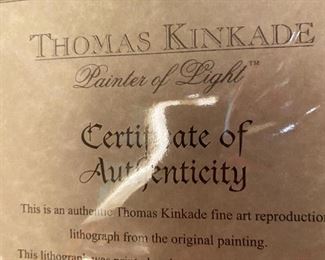 THOMAS KINKADE
Painter of Light™
Certificate of
Authenticity
This is an authentic Thomas Kinkade fine art reproduction
lithograph from the original painting.
This